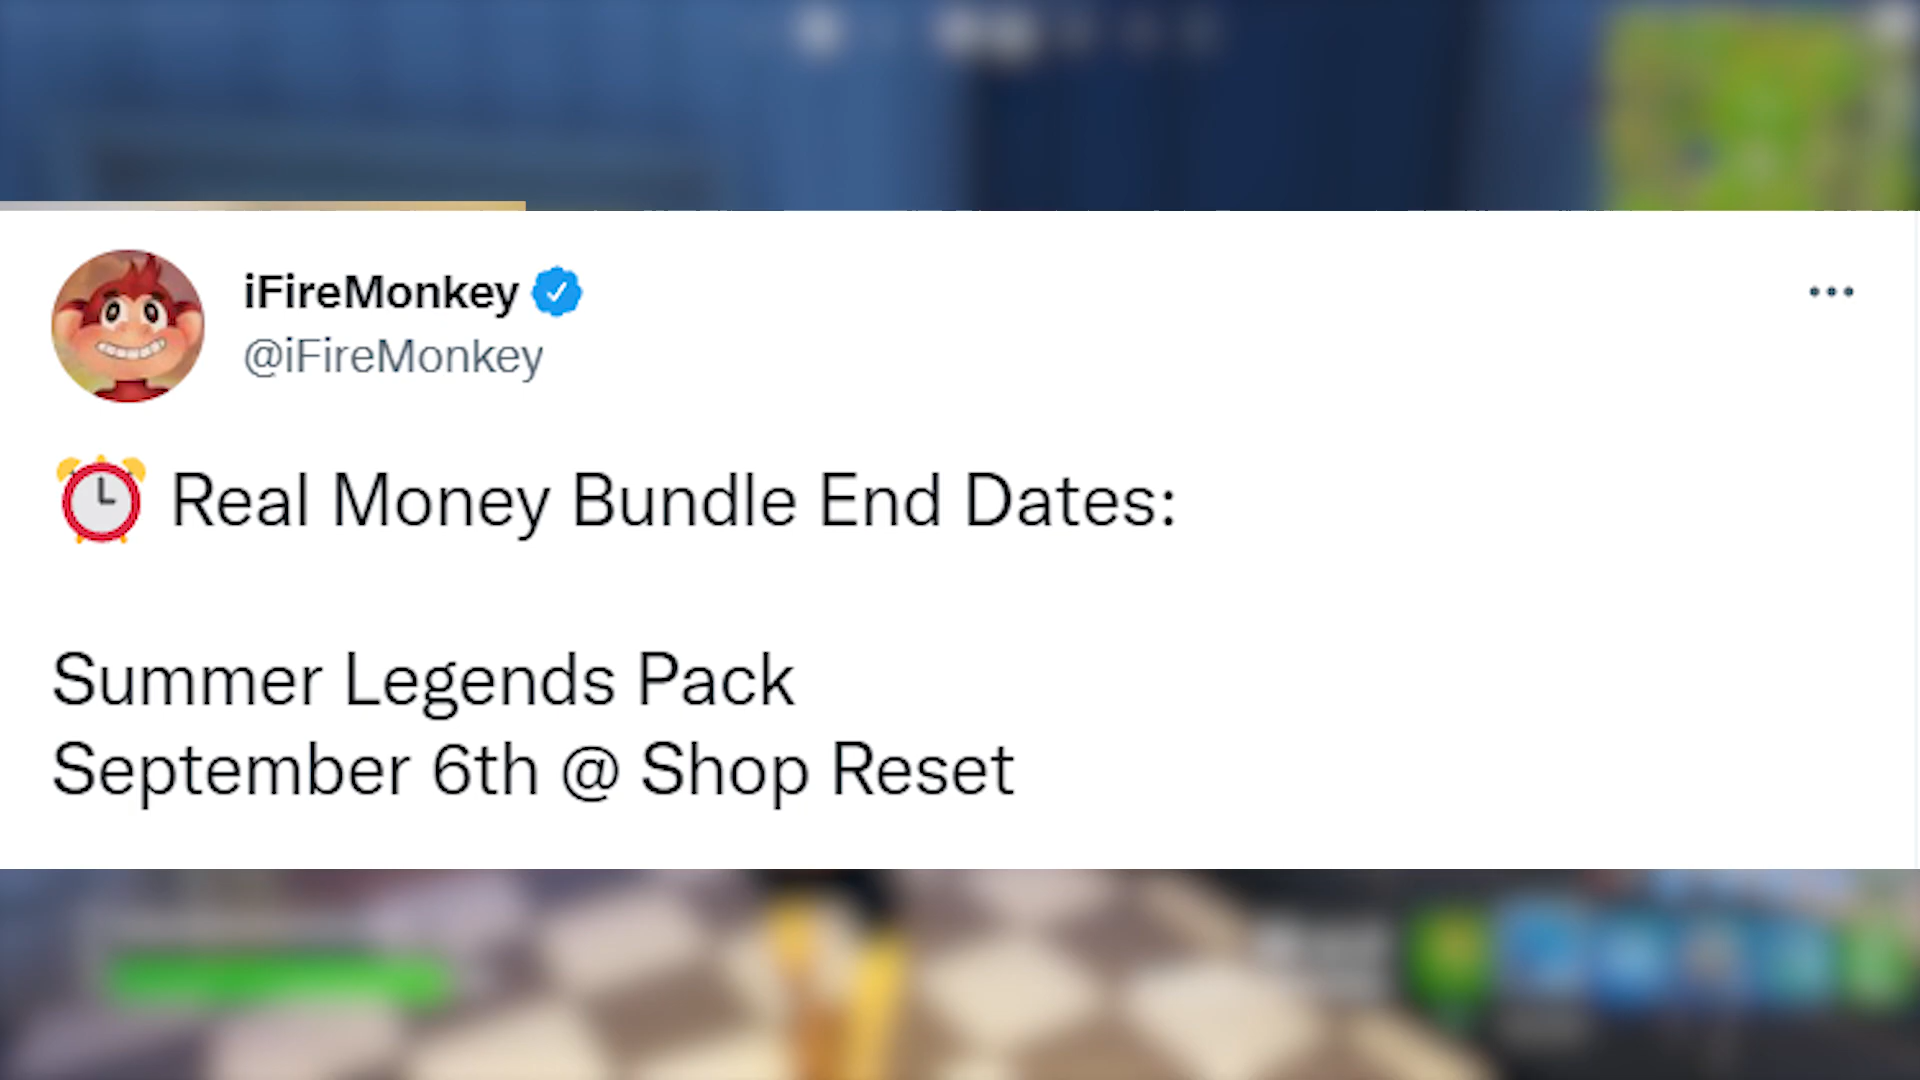 iFireMonkey
@iFireMonkey
⏰ Real Money Bundle End Dates:
Summer Legends Pack
September 6th @ Shop Reset